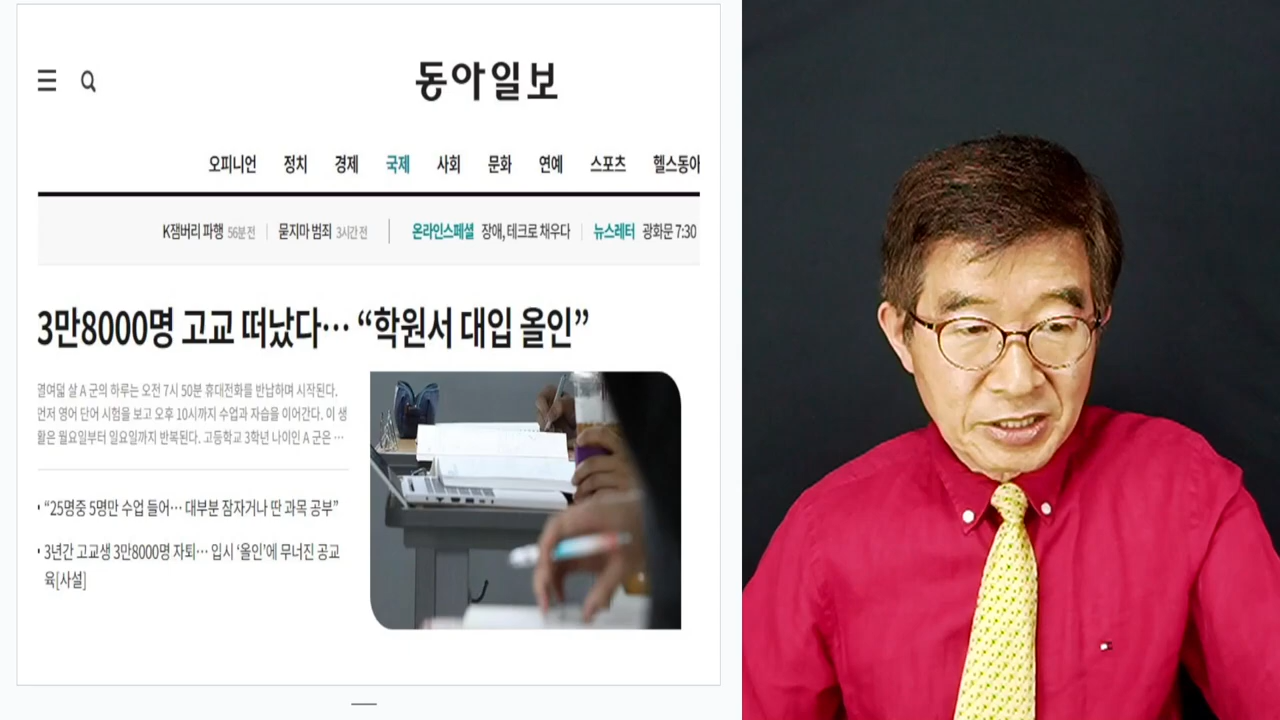 동아일보
오피니언 정치 경제 국제 사회 문화 연예 스포츠 헬스동아
K잼버리 파행 56분 전 묻지마 범죄 3시간 전 온라인스페셜 장애, 테크로 채우다 뉴스레터 광화문 7:30
3만8000명 고교 떠났다… “학원서 대입 올인”
열여덟 살 A 군의 하루는 오전 7시 50분 휴대전화를 반납하며 시작된다.
먼저 영어 단어 시험을 보고 오후 10시까지 수업과 자습을 이어간다. 이 생
활은 월요일부터 일요일까지 반복된다. 고등학교 3학년 나이인 A 군은 …
· “25명중 5명만 수업 들어… 대부분 잠자거나 딴 과목 공부”
· 3년간 고교생 3만8000명 자퇴… 입시 ‘올인’에 무너진 공교
육[사설]